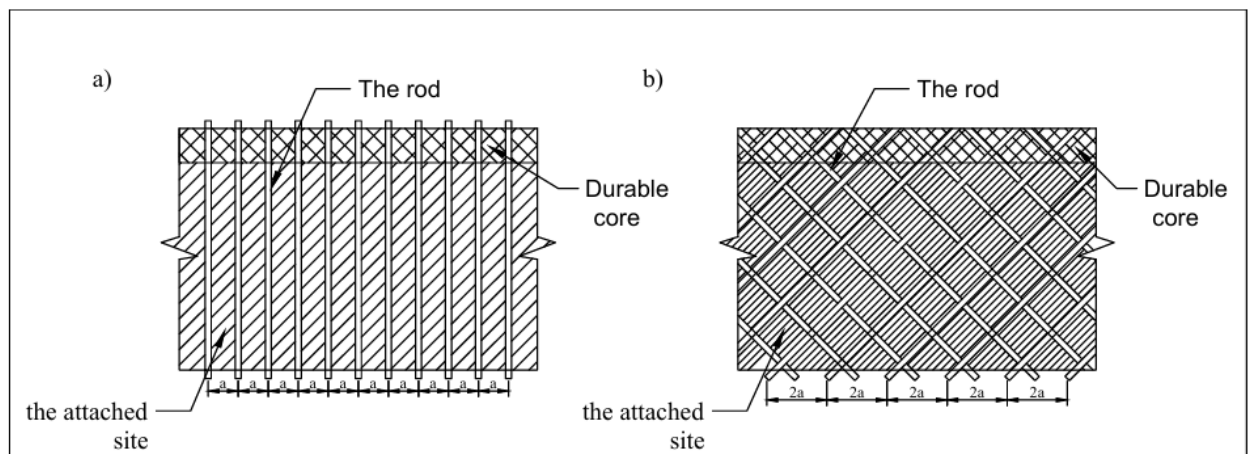 a)
The rod
Durable
core
the attached
site
a a a a a a a a a a
b)
The rod
Durable
core
the attached
site
2a 2a 2a 2a 2a